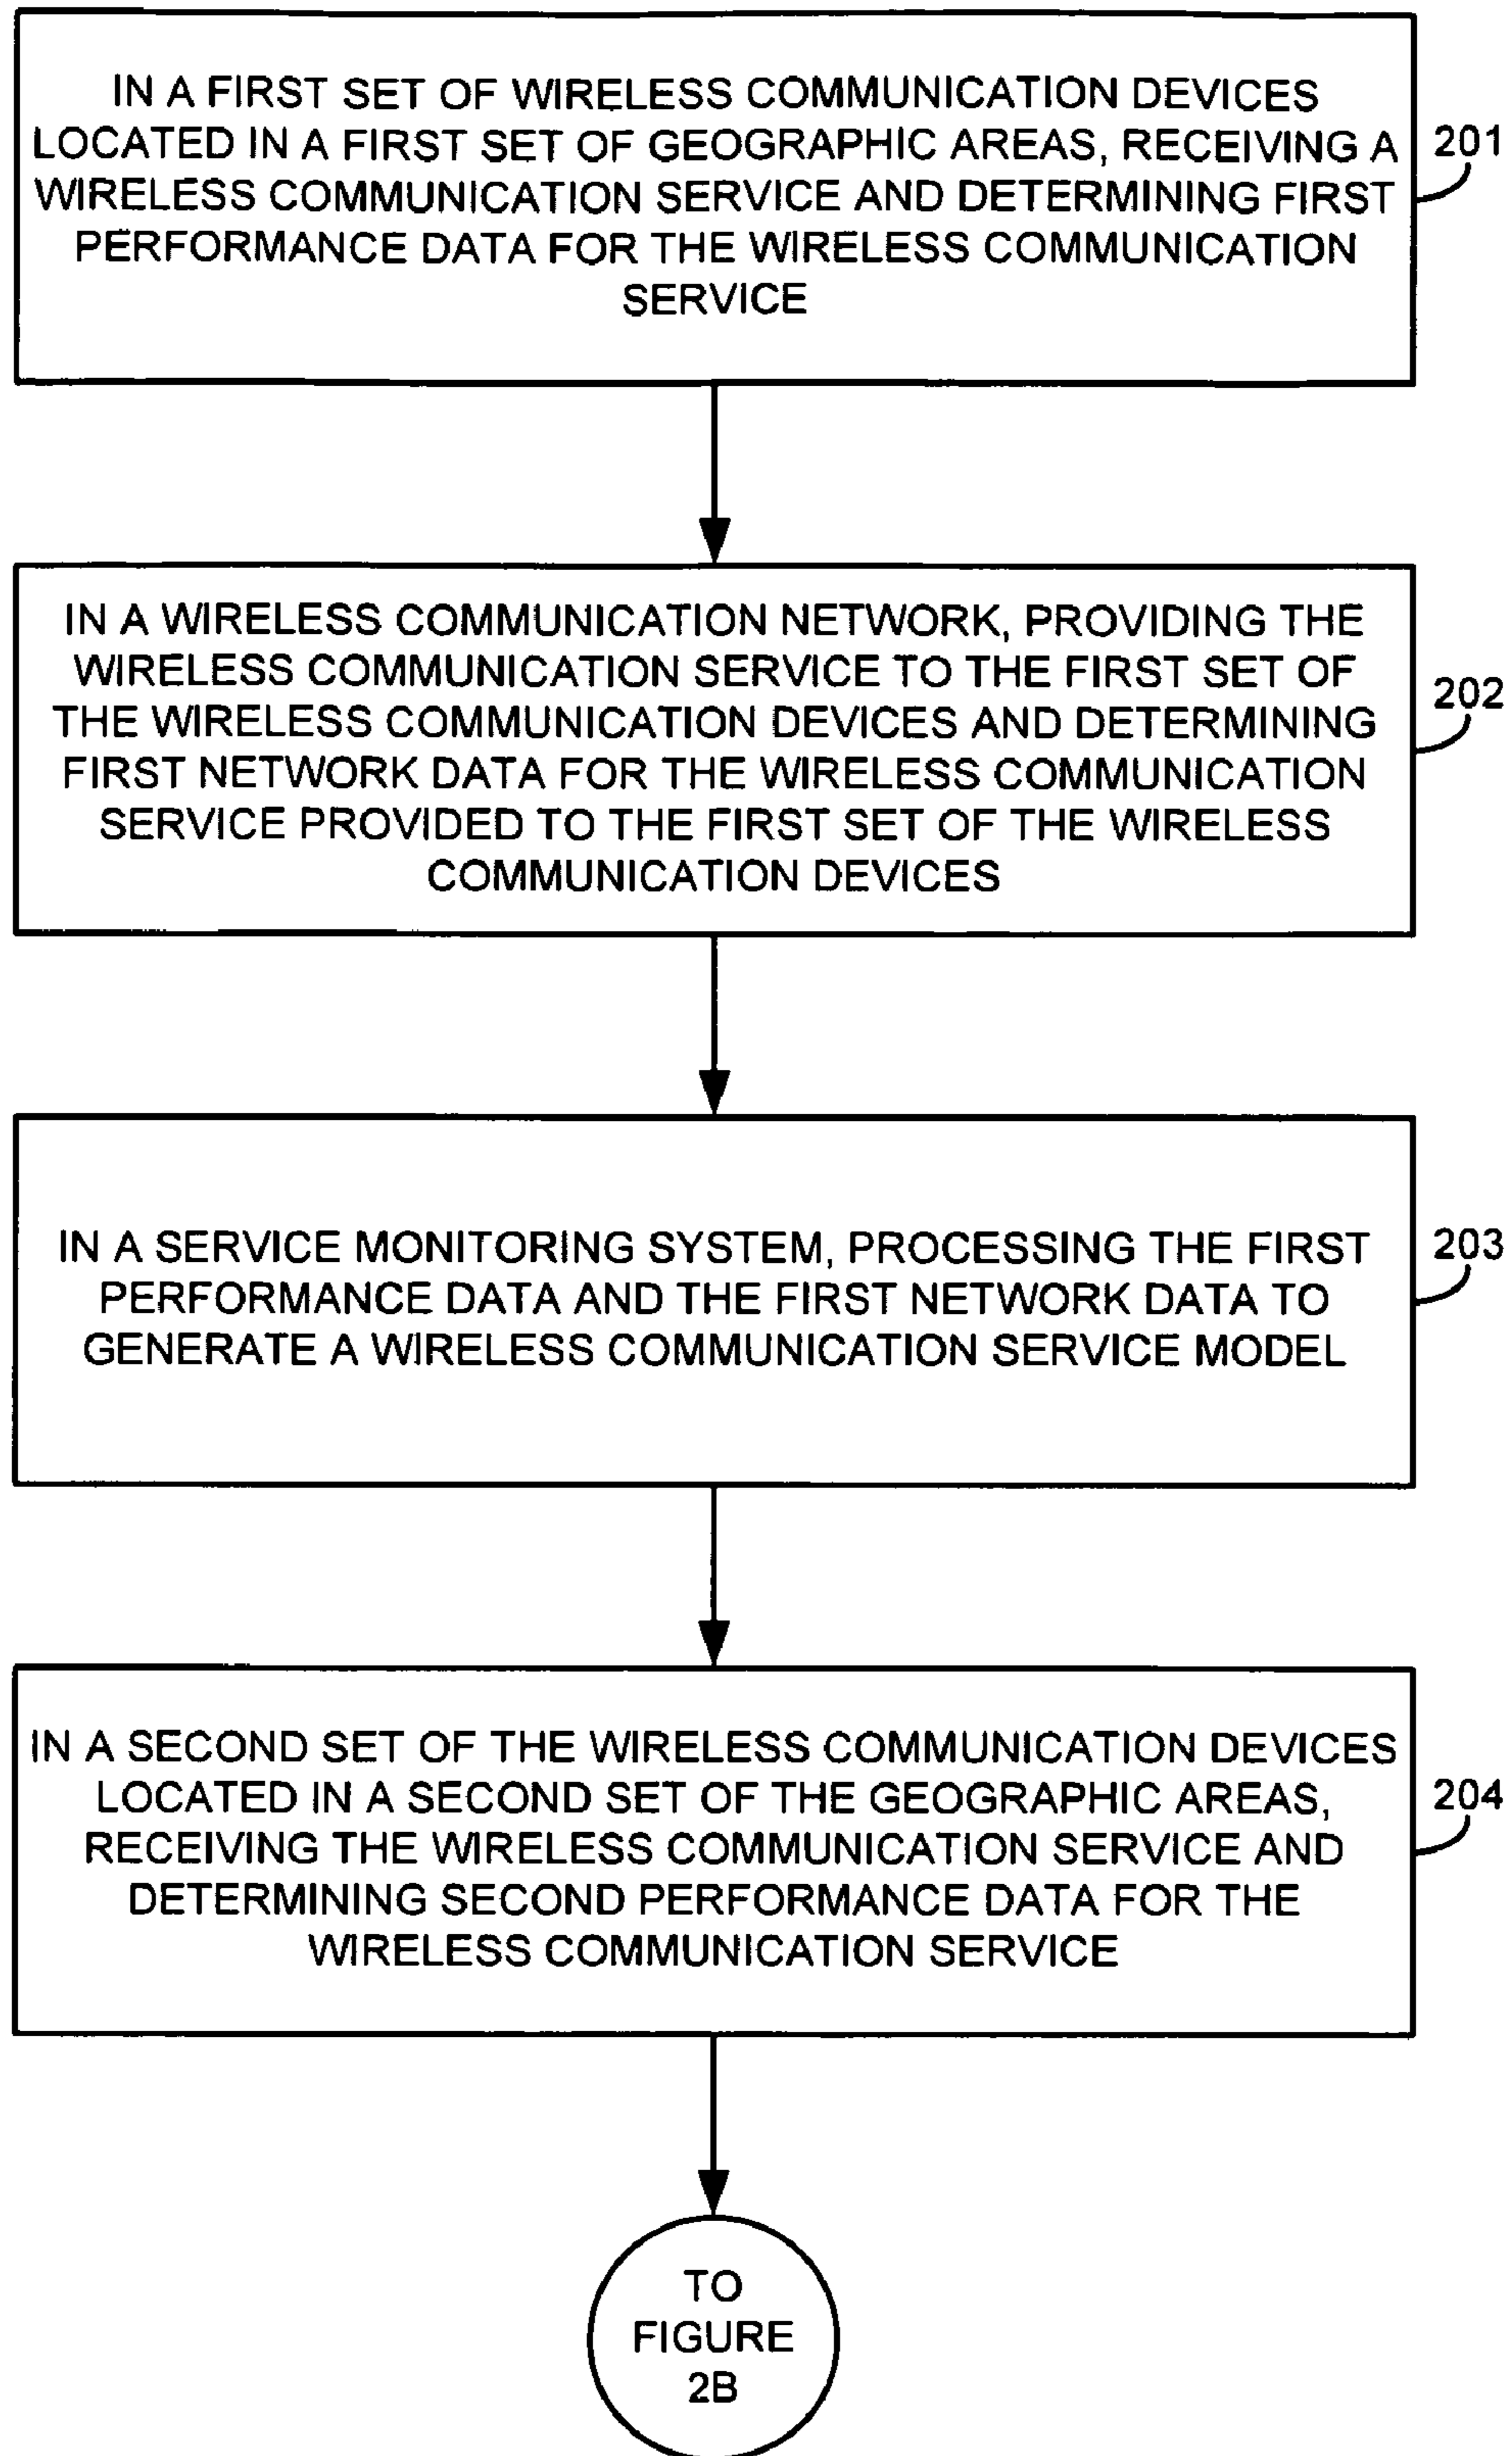 IN A FIRST SET OF WIRELESS COMMUNICATION DEVICES
LOCATED IN A FIRST SET OF GEOGRAPHIC AREAS, RECEIVING A
WIRELESS COMMUNICATION SERVICE AND DETERMINING FIRST
PERFORMANCE DATA FOR THE WIRELESS COMMUNICATION
SERVICE
201
IN A WIRELESS COMMUNICATION NETWORK, PROVIDING THE
WIRELESS COMMUNICATION SERVICE TO THE FIRST SET OF
THE WIRELESS COMMUNICATION DEVICES AND DETERMINING
FIRST NETWORK DATA FOR THE WIRELESS COMMUNICATION
SERVICE PROVIDED TO THE FIRST SET OF THE WIRELESS
COMMUNICATION DEVICES
202
IN A SERVICE MONITORING SYSTEM, PROCESSING THE FIRST
PERFORMANCE DATA AND THE FIRST NETWORK DATA TO
GENERATE A WIRELESS COMMUNICATION SERVICE MODEL
203
IN A SECOND SET OF THE WIRELESS COMMUNICATION DEVICES
LOCATED IN A SECOND SET OF THE GEOGRAPHIC AREAS,
RECEIVING THE WIRELESS COMMUNICATION SERVICE AND
DETERMINING SECOND PERFORMANCE DATA FOR THE
WIRELESS COMMUNICATION SERVICE
204
TO
FIGURE
2B